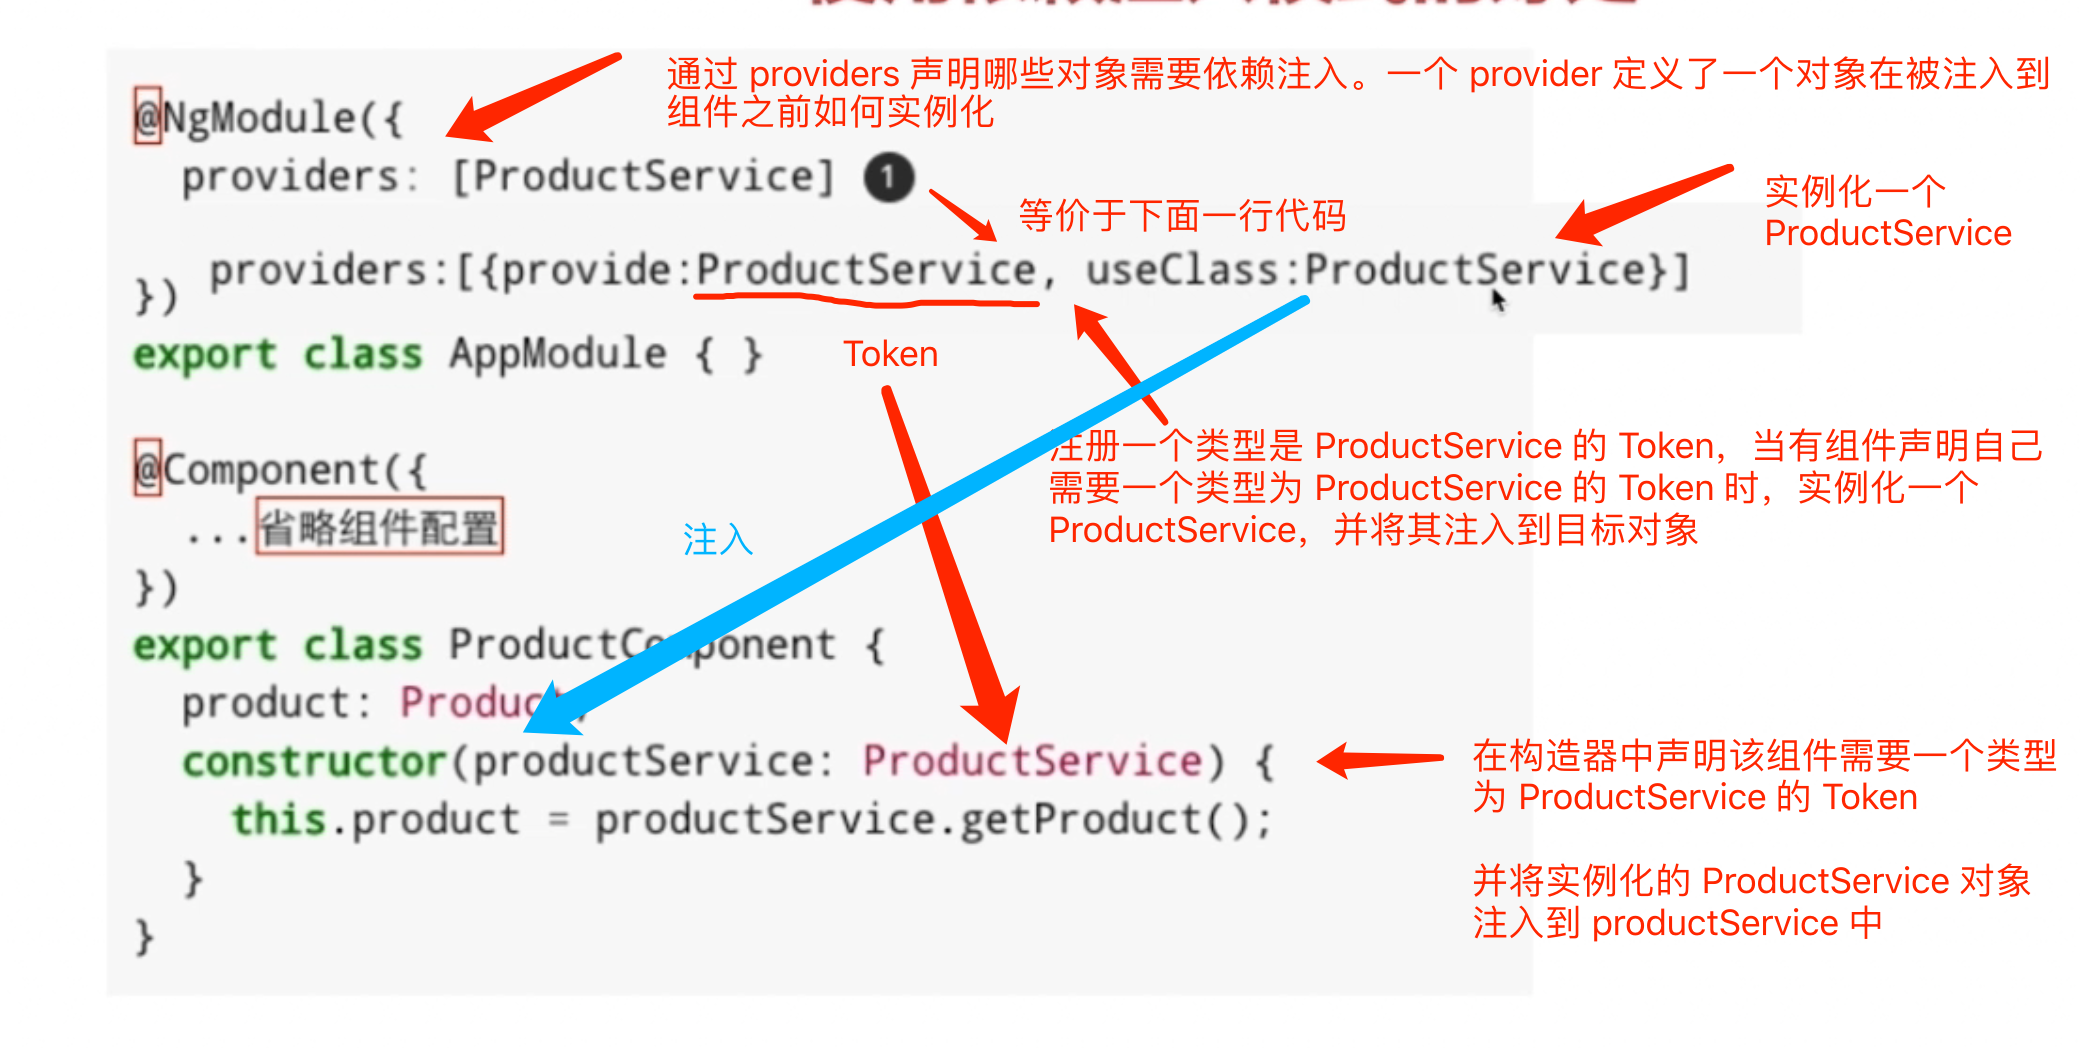 通过 providers 声明哪些对象需要依赖注入。一个 provider 定义了一个对象在被注入到
组件之前如何实例化
@NgModule({
providers: [ProductService] 1
等价于下面一行代码
实例化一个
ProductService
providers:[{provide:ProductService, useClass:ProductService}]
})
export class AppModule { }
Token
注册一个类型是 ProductService 的 Token，当有组件声明自己
需要一个类型为 ProductService 的 Token 时，实例化一个
ProductService，并将其注入到目标对象
@Component({
...省略组件配置
注入
})
export class ProductComponent {
product: Product;
constructor(productService: ProductService) {
在构造器中声明该组件需要一个类型
为 ProductService 的 Token
this.product = productService.getProduct();
并将实例化的 ProductService 对象
注入到 productService 中
}
}